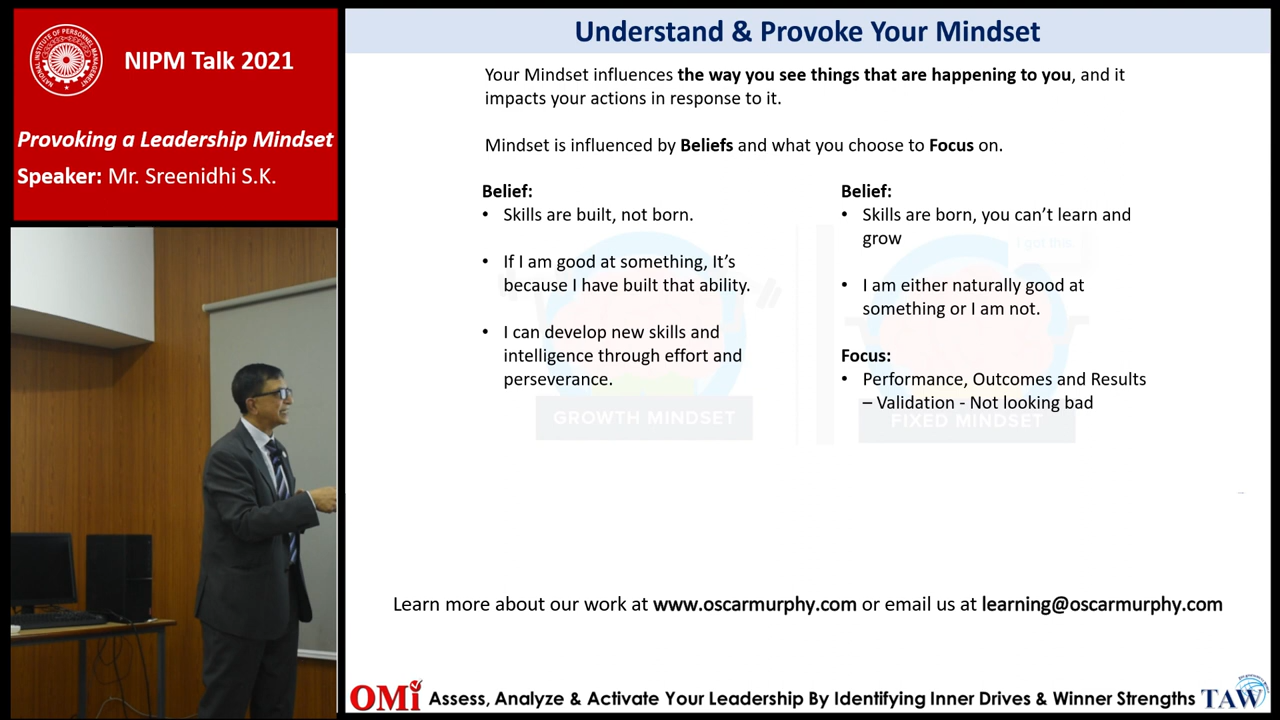 NATIONAL INSTITUTE OF PERSONNEL MANAGEMENT
NIPM Talk 2021
Provoking a Leadership Mindset
Speaker: Mr. Sreenidhi S.K.
Understand & Provoke Your Mindset
Your Mindset influences the way you see things that are happening to you, and it
impacts your actions in response to it.
Mindset is influenced by Beliefs and what you choose to Focus on.
Belief:
• Skills are built, not born.
• If I am good at something, It’s
because I have built that ability.
• I can develop new skills and
intelligence through effort and
perseverance.
GROWTH MINDSET
Belief:
• Skills are born, you can’t learn and
grow
I got this
• I am either naturally good at
something or I am not.
Focus:
• Performance, Outcomes and Results
– Validation - Not looking bad
FIXED MINDSET
Learn more about our work at www.oscarmurphy.com or email us at learning@oscarmurphy.com
OMi Assess, Analyze & Activate Your Leadership By Identifying Inner Drives & Winner Strengths TAW